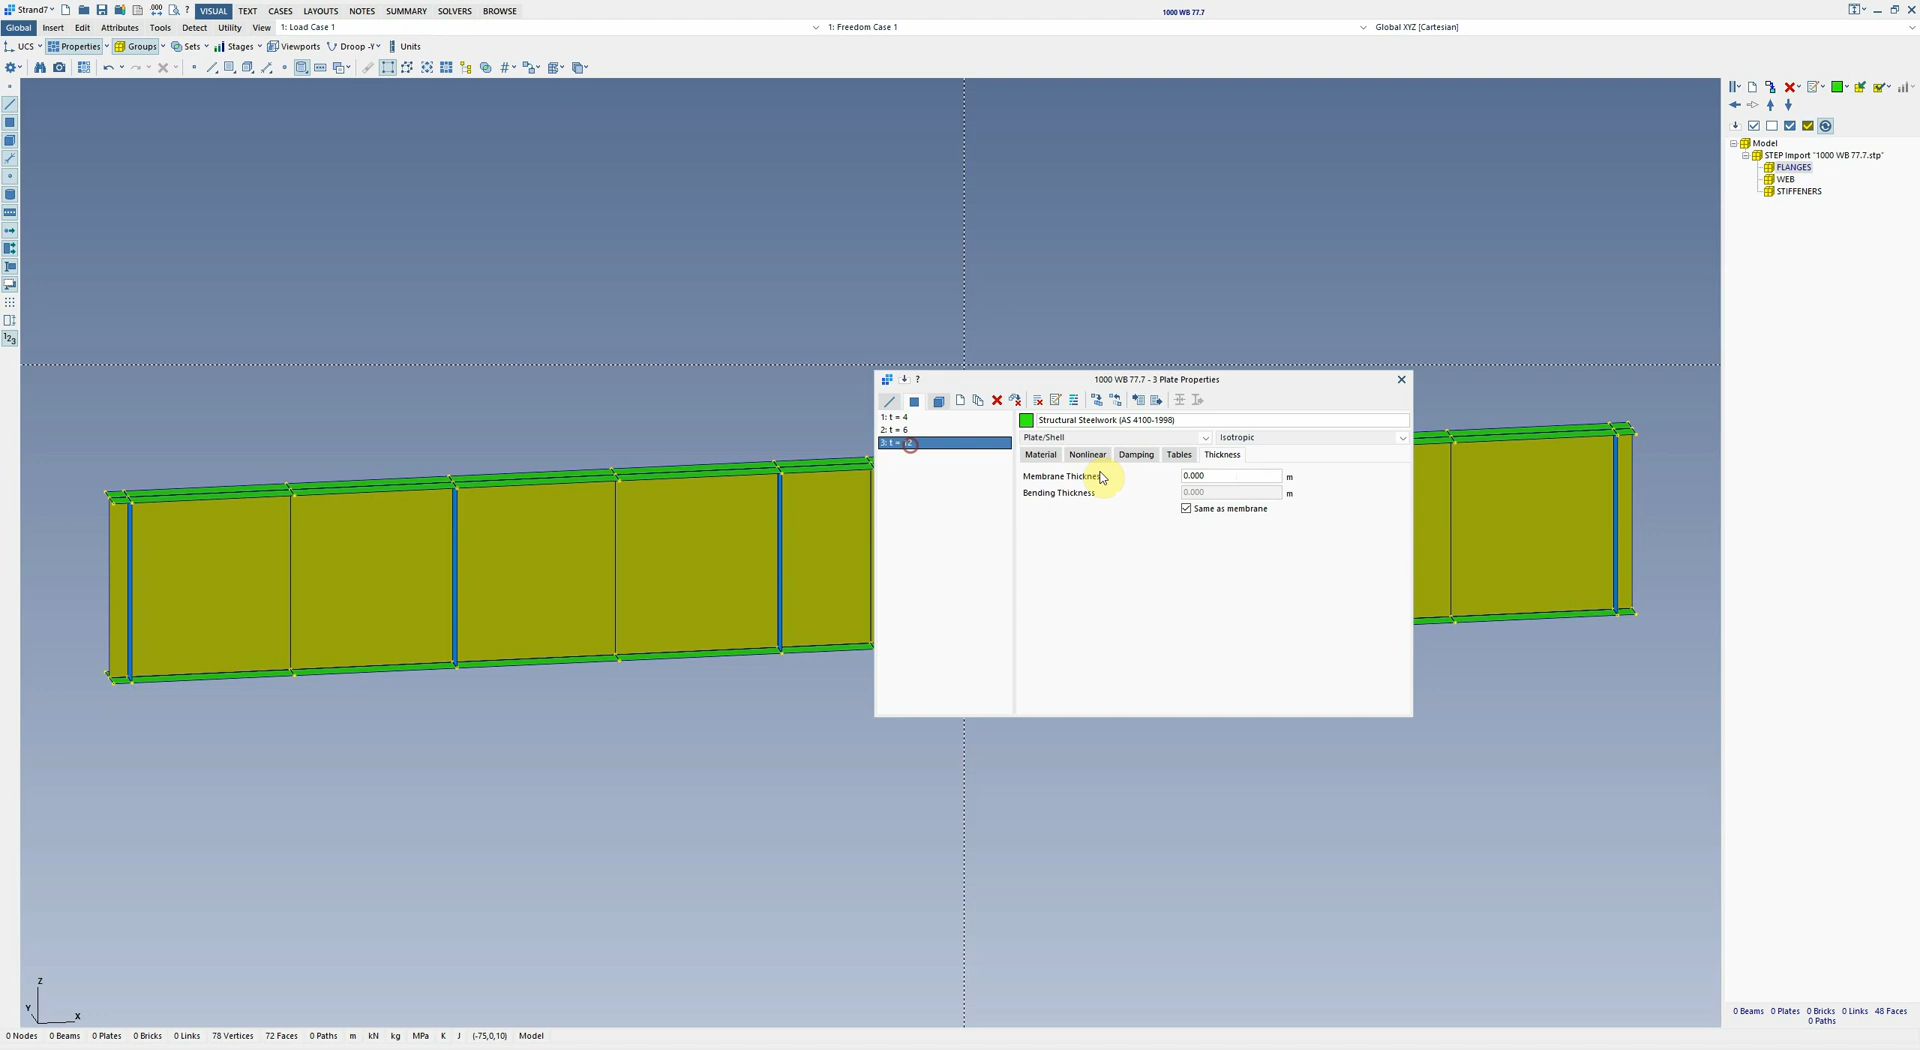 Strand7
.000
?
VISUAL
TEXT
CASES
LAYOUTS
NOTES
SUMMARY
SOLVERS
BROWSE
1000 WB 77.7
Global
Insert
Edit
Attributes
Tools
Detect
Utility
View
1: Load Case 1
1: Freedom Case 1
Global XYZ [Cartesian]
UCS
Properties
Groups
Sets
Stages
Viewports
Droop -Y
Units
Model
STEP Import "1000 WB 77.7.stp"
FLANGES
WEB
STIFFENERS
?
1000 WB 77.7 - 3 Plate Properties
1: t = 4
2: t = 6
3: t = 12
Structural Steelwork (AS 4100-1998)
Plate/Shell
Isotropic
Material
Nonlinear
Damping
Tables
Thickness
Membrane Thickness
0.000
m
Bending Thickness
0.000
m
Same as membrane
Z
Y
X
0 Beams 0 Plates 0 Bricks 0 Links 48 Faces
0 Paths
0 Nodes 0 Beams 0 Plates 0 Bricks 0 Links 78 Vertices 72 Faces 0 Paths m kN kg MPa K J (-75,0,10) Model